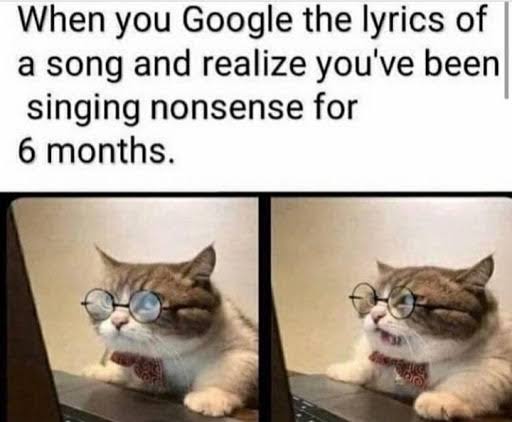 When you Google the lyrics of
a song and realize you've been
singing nonsense for
6 months.